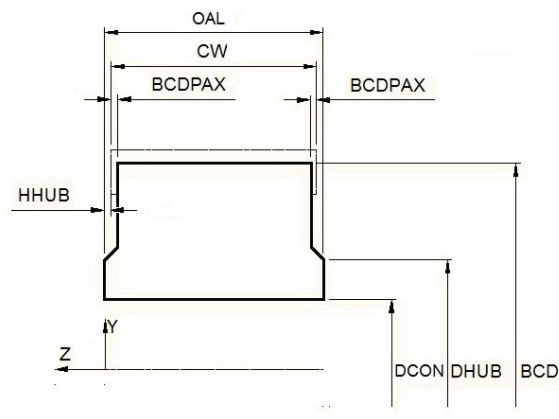 OAL
CW
BCDPAX
BCDPAX
HHUB
Y
Z
DCON
DHUB
BCD